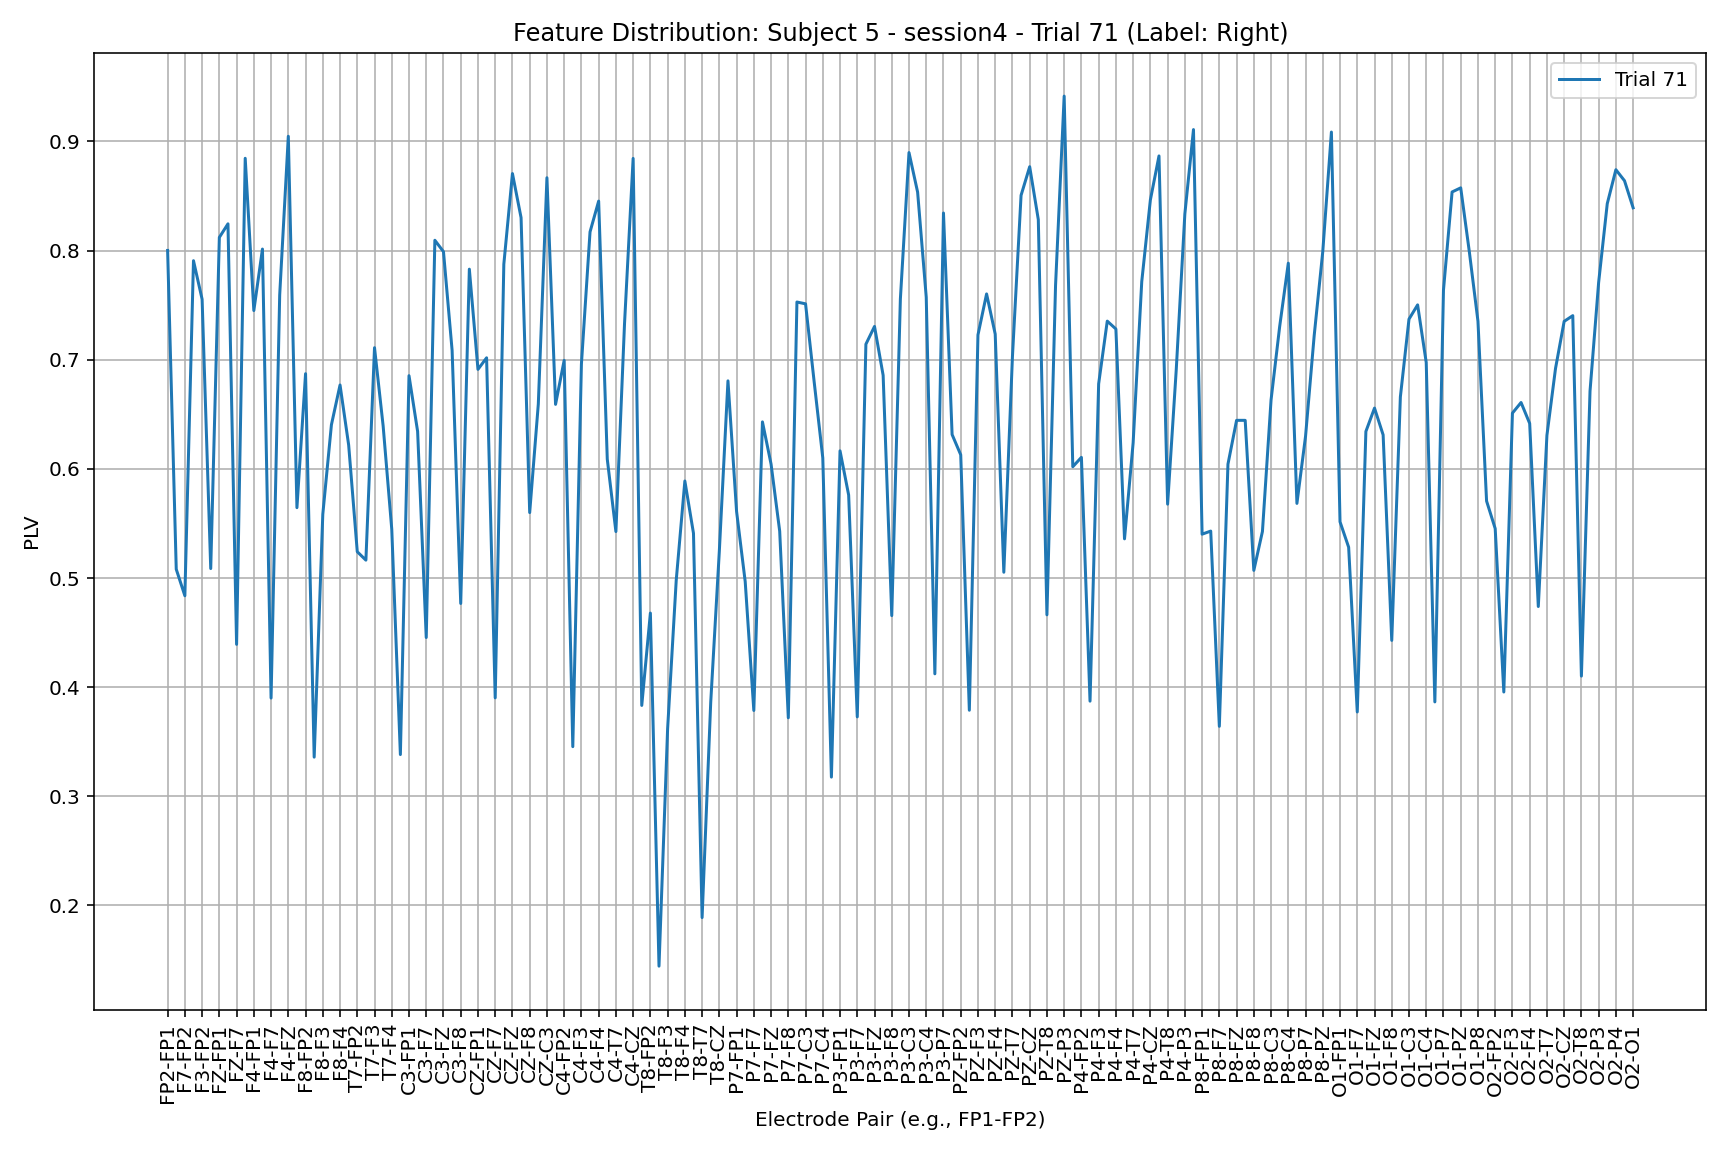 Feature Distribution: Subject 5 - session4 - Trial 71 (Label: Right)
Trial 71
0.9
0.8
0.7
0.6
0.5
0.4
0.3
0.2
PLV
FP2-FP1
F7-FP2
F3-FP2
FZ-FP1
FZ-F7
F4-FP1
F4-F7
F4-FZ
F8-FP2
F8-F3
F8-F4
T7-FP2
T7-F3
T7-F4
C3-FP1
C3-F7
C3-FZ
C3-F8
CZ-FP1
CZ-F7
CZ-FZ
CZ-F8
CZ-C3
C4-FP2
C4-F3
C4-F4
C4-T7
C4-CZ
T8-FP2
T8-F3
T8-F4
T8-T7
T8-CZ
P7-FP1
P7-F7
P7-FZ
P7-F8
P7-C3
P7-C4
P3-FP1
P3-F7
P3-FZ
P3-F8
P3-C3
P3-C4
P3-P7
PZ-FP2
PZ-F3
PZ-F4
PZ-T7
PZ-CZ
PZ-T8
PZ-P3
P4-FP2
P4-F3
P4-F4
P4-T7
P4-CZ
P4-T8
P4-P3
P8-FP1
P8-F7
P8-FZ
P8-F8
P8-C3
P8-C4
P8-P7
P8-PZ
O1-FP1
O1-F7
O1-FZ
O1-F8
O1-C3
O1-C4
O1-P7
O1-PZ
O1-P8
O2-FP2
O2-F3
O2-F4
O2-T7
O2-CZ
O2-T8
O2-P3
O2-P4
O2-O1
Electrode Pair (e.g., FP1-FP2)